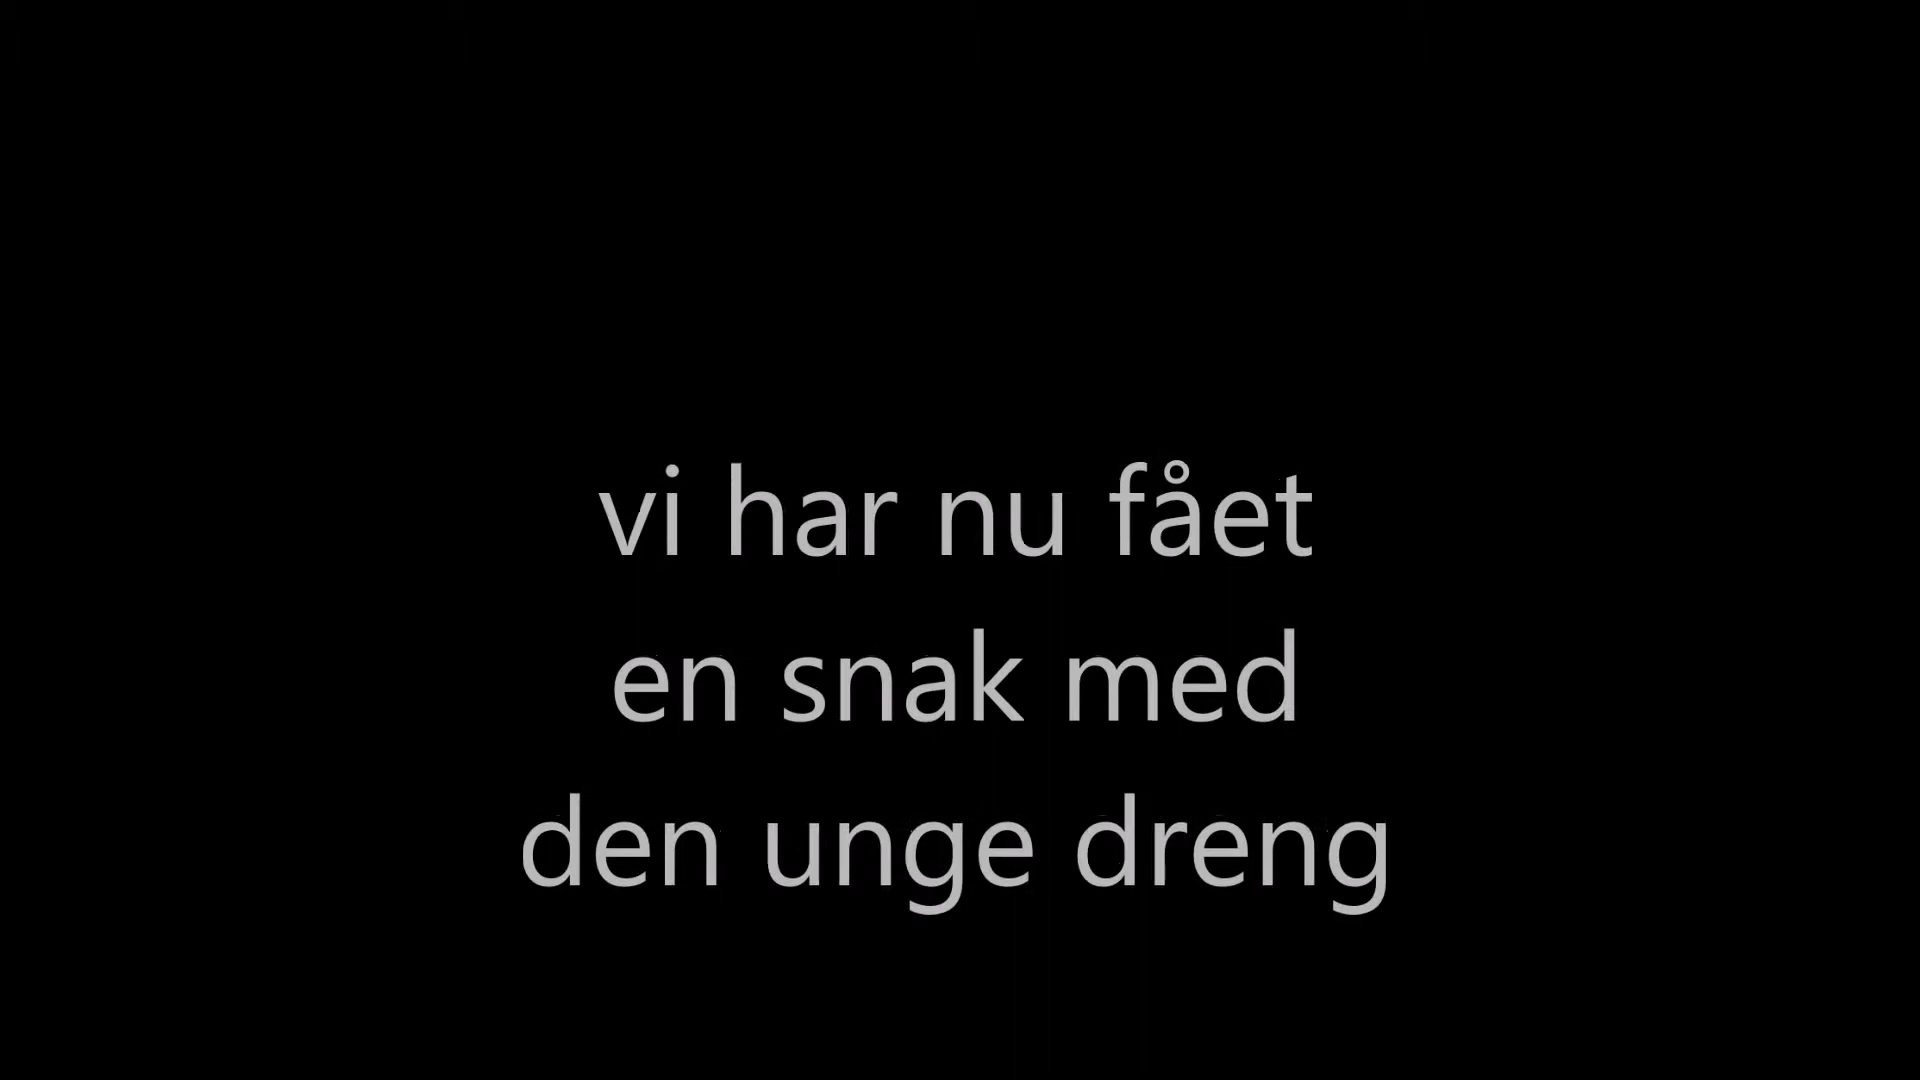 vi har nu fået
en snak med
den unge dreng